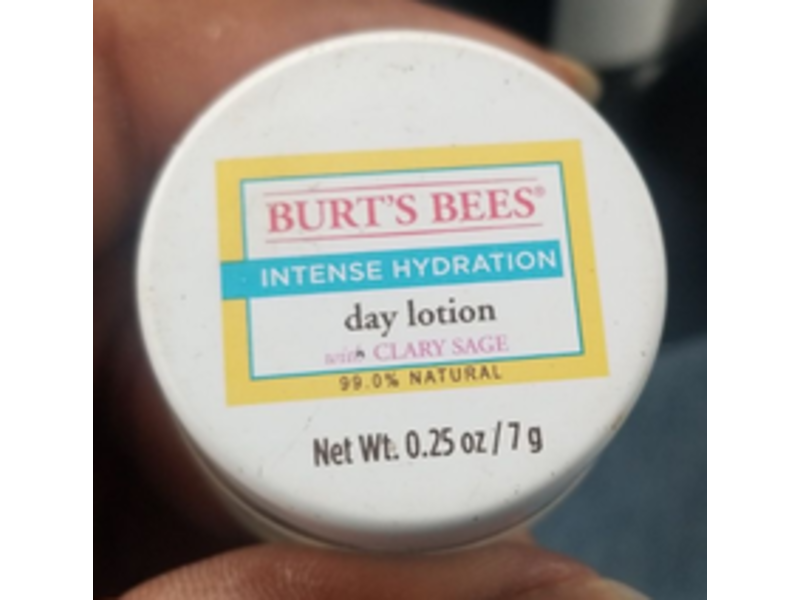 BURT'S BEES®
INTENSE HYDRATION
day lotion
with CLARY SAGE
99.0% NATURAL
Net Wt. 0.25 oz / 7 g